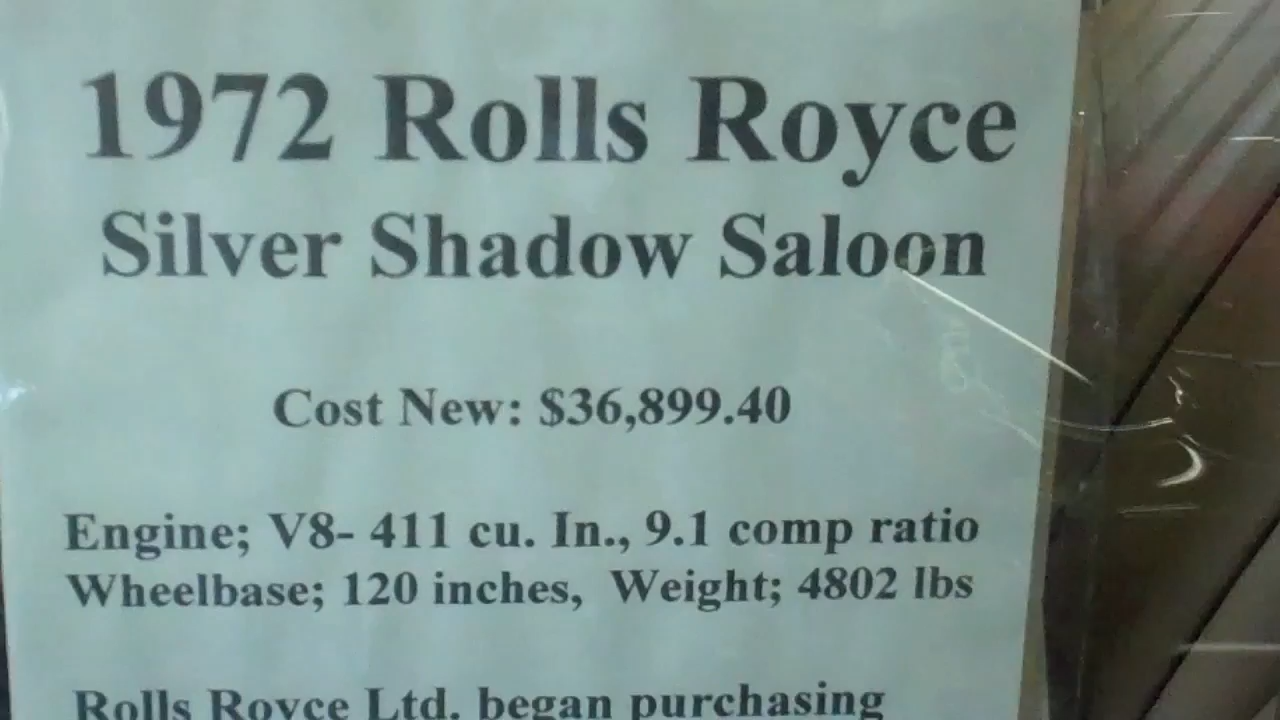 1972 Rolls Royce
Silver Shadow Saloon
Cost New: $36,899.40
Engine; V8- 411 cu. In., 9.1 comp ratio
Wheelbase; 120 inches, Weight; 4802 lbs
Rolls Royce Ltd. began purchasing